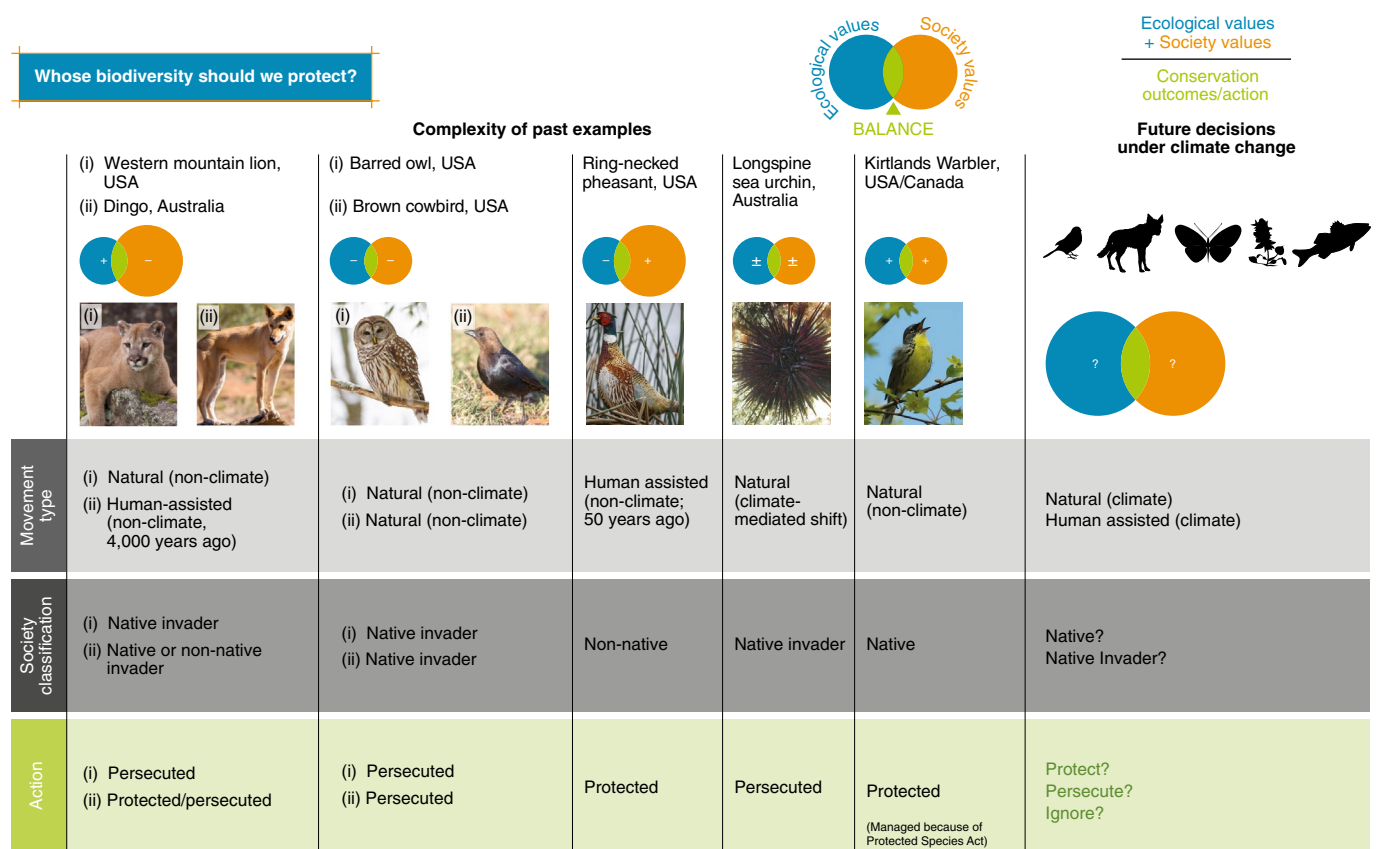 Whose biodiversity should we protect?
Ecological values
Society values
BALANCE
Ecological values
+ Society values
Conservation
outcomes/action
Complexity of past examples
Future decisions
under climate change
(i) Western mountain lion,
USA
(ii) Dingo, Australia
+ −
(i)
(ii)
(i) Barred owl, USA
(ii) Brown cowbird, USA
− −
(i)
(ii)
Ring-necked
pheasant, USA
− +
Longspine
sea urchin,
Australia
± ±
Kirtlands Warbler,
USA/Canada
+ +
? ?
Movement
type
(i) Natural (non-climate)
(ii) Human-assisted
(non-climate,
4,000 years ago)
(i) Natural (non-climate)
(ii) Natural (non-climate)
Human assisted
(non-climate;
50 years ago)
Natural
(climate-
mediated shift)
Natural
(non-climate)
Natural (climate)
Human assisted (climate)
Society
classification
(i) Native invader
(ii) Native or non-native
invader
(i) Native invader
(ii) Native invader
Non-native
Native invader
Native
Native?
Native Invader?
Action
(i) Persecuted
(ii) Protected/persecuted
(i) Persecuted
(ii) Persecuted
Protected
Persecuted
Protected
(Managed because of
Protected Species Act)
Protect?
Persecute?
Ignore?